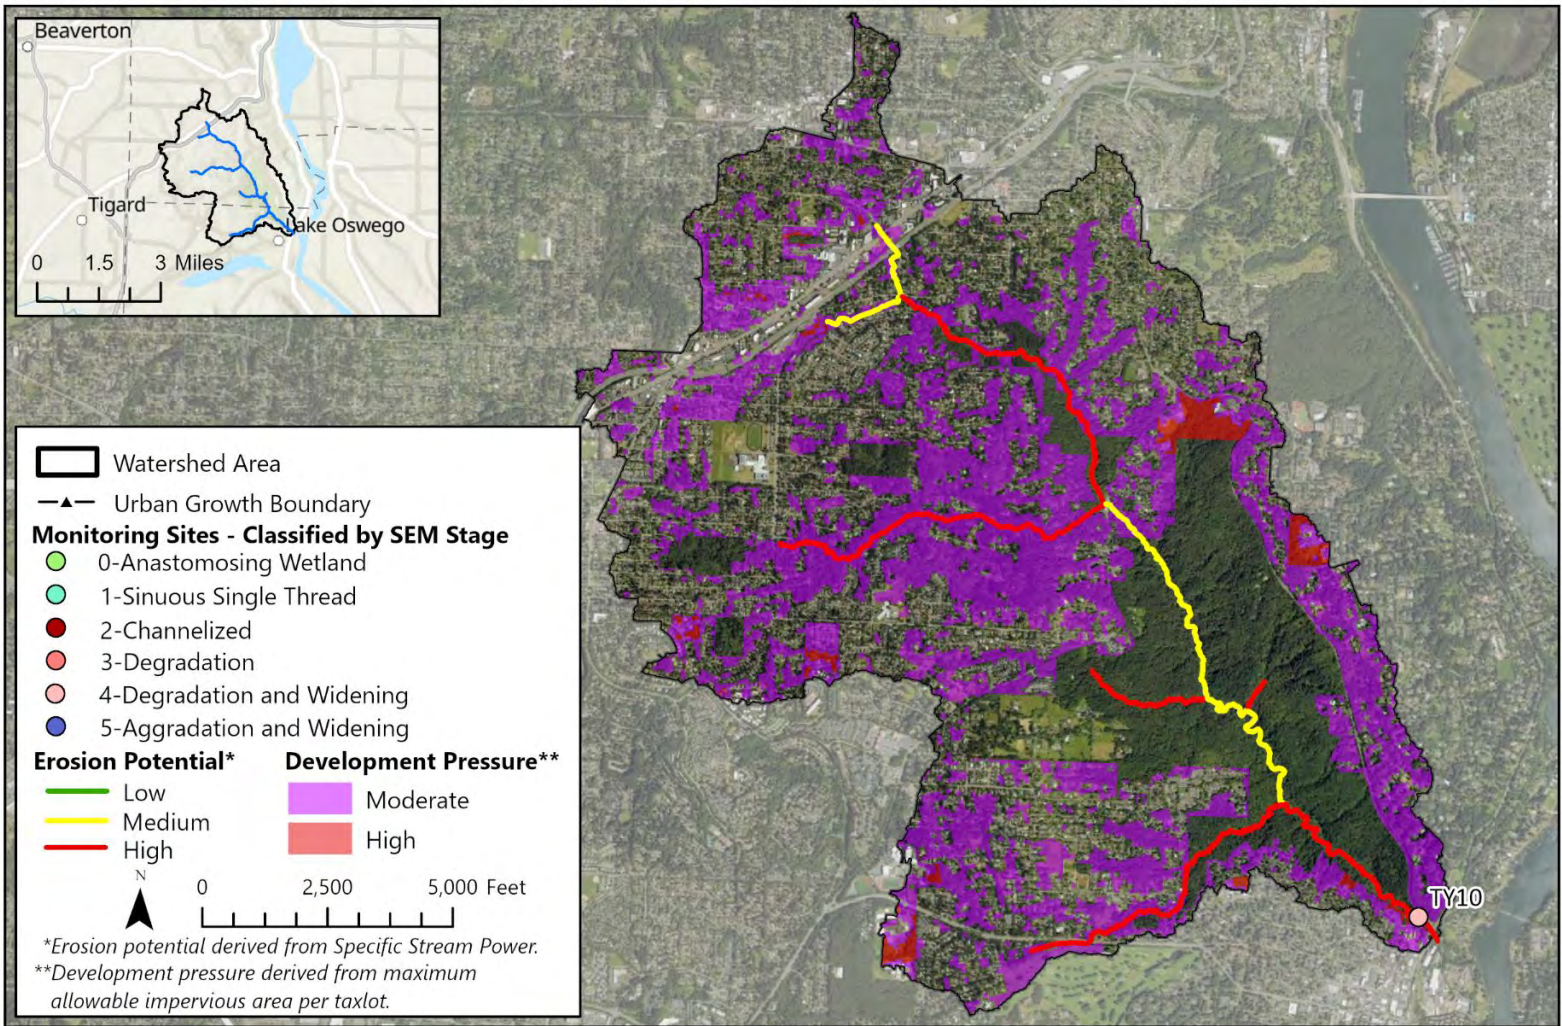 Beaverton
Tigard
Lake Oswego
0 1.5 3 Miles
Watershed Area
Urban Growth Boundary
Monitoring Sites - Classified by SEM Stage
0-Anastomosing Wetland
1-Sinuous Single Thread
2-Channelized
3-Degradation
4-Degradation and Widening
5-Aggradation and Widening
Erosion Potential*
Low
Medium
High
Development Pressure**
Moderate
High
N
0 2,500 5,000 Feet
*Erosion potential derived from Specific Stream Power.
**Development pressure derived from maximum
allowable impervious area per taxlot.
TY10